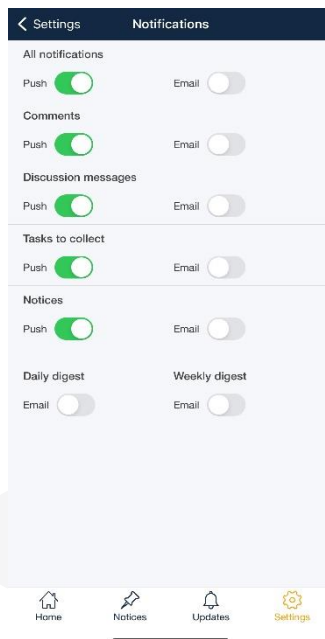 Settings Notifications
All notifications
Push Email
Comments
Push Email
Discussion messages
Push Email
Tasks to collect
Push Email
Notices
Push Email
Daily digest Weekly digest
Email Email
Home Notices Updates Settings